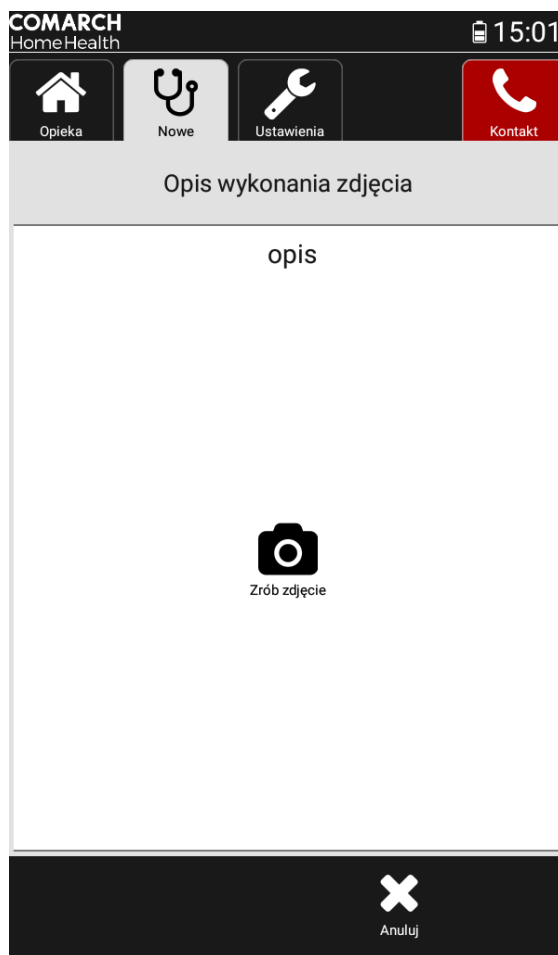 COMARCH
HomeHealth
15:01
Opieka
Nowe
Ustawienia
Kontakt
Opis wykonania zdjęcia
opis
Zrób zdjęcie
Anuluj